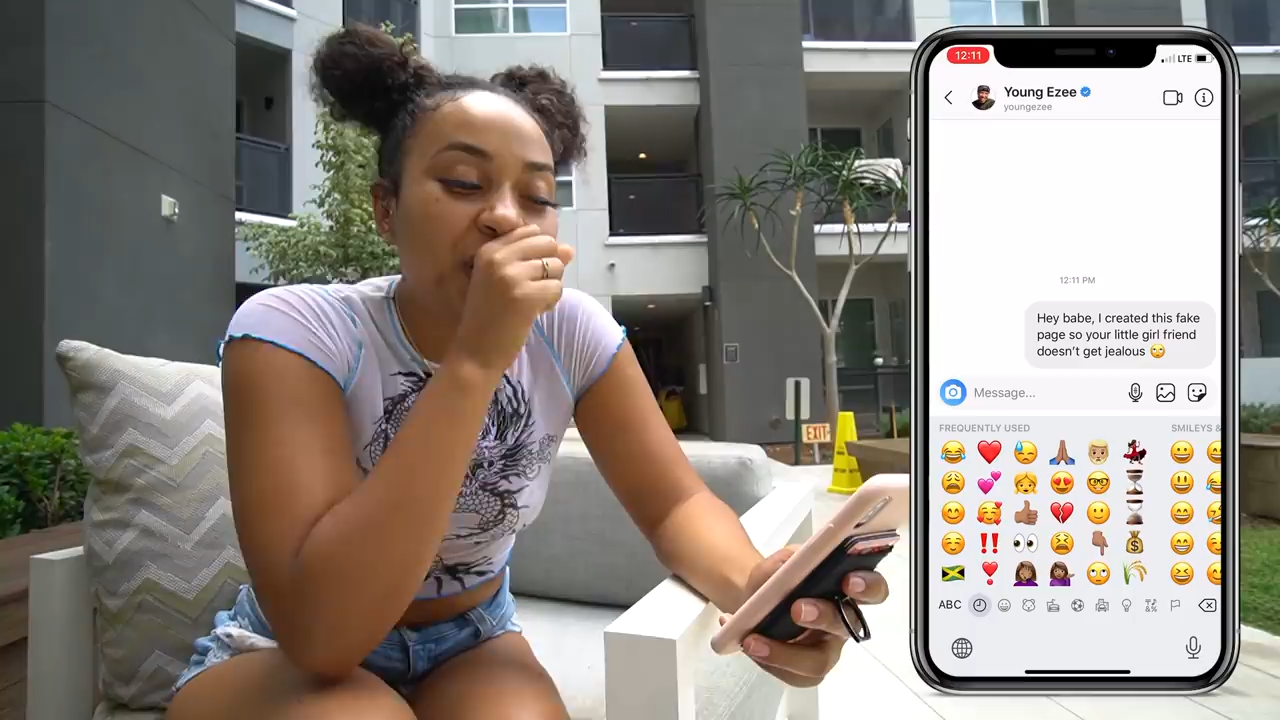 12:11
LTE
Young Ezee
youngezee
12:11 PM
Hey babe, I created this fake
page so your little girl friend
doesn't get jealous 🙄
Message...
FREQUENTLY USED
SMILEYS &
ABC
EXIT